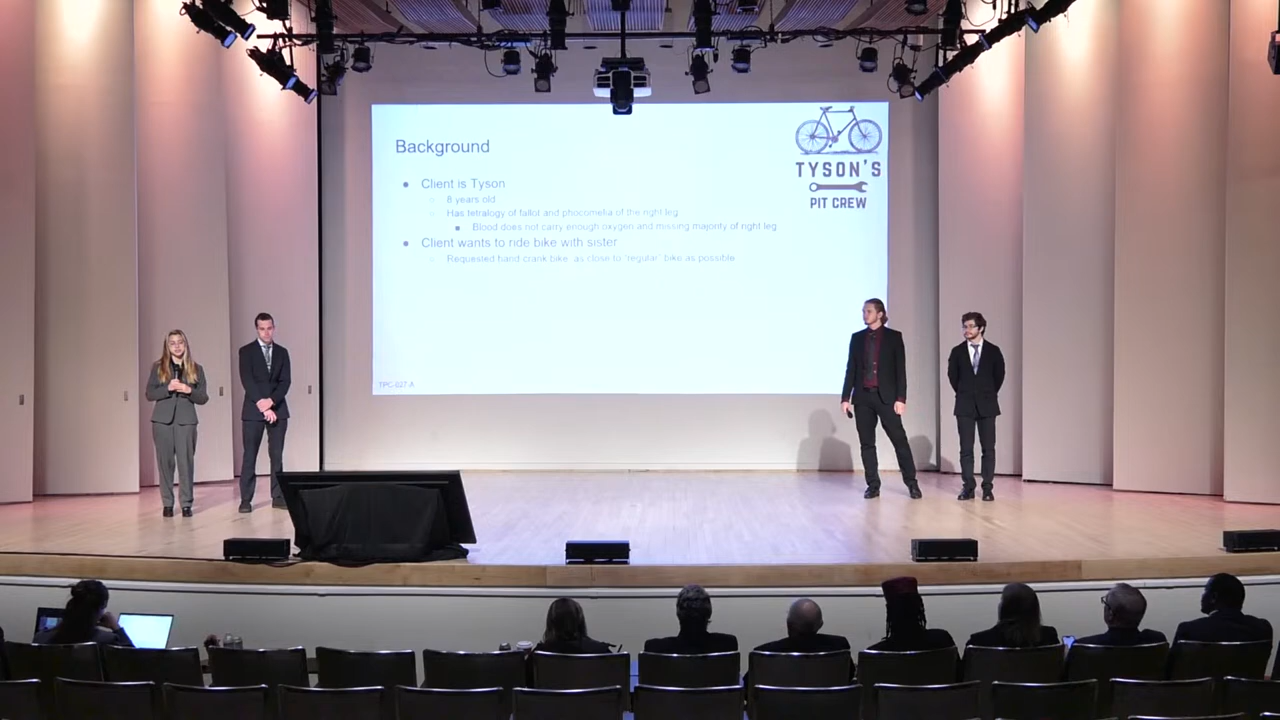 Background
TYSON'S
PIT CREW
● Client is Tyson
○ 8 years old
○ Has tetralogy of fallot and phocomelia of the right leg
■ Blood does not carry enough oxygen and missing majority of right leg
● Client wants to ride bike with sister
○ Requested hand crank bike, as close to "regular" bike as possible
TPC-027-A